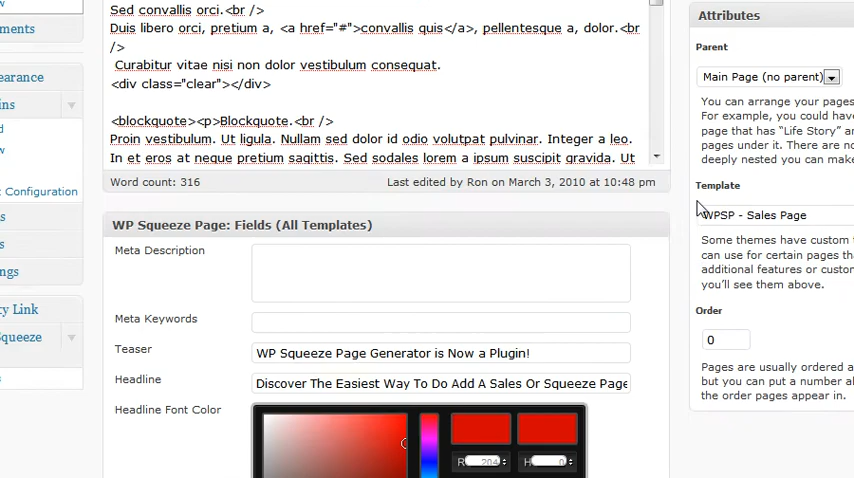 Sed convallis orci.<br />
Duis libero orci, pretium a, <a href="#">convallis quis</a>, pellentesque a, dolor.<br
/>
Curabitur vitae nisi non dolor vestibulum consequat.
<div class="clear"></div>
<blockquote><p>Blockquote.<br />
Proin vestibulum. Ut ligula. Nullam sed dolor id odio volutpat pulvinar. Integer a leo.
In et eros at neque pretium sagittis. Sed sodales lorem a ipsum suscipit gravida. Ut
Word count: 316
Last edited by Ron on March 3, 2010 at 10:48 pm
WP Squeeze Page: Fields (All Templates)
Meta Description
Meta Keywords
Teaser
WP Squeeze Page Generator is Now a Plugin!
Headline
Discover The Easiest Way To Do Add A Sales Or Squeeze Page
Headline Font Color
R 204
H 0
Attributes
Parent
Main Page (no parent)
You can arrange your pages
For example, you could have
page that has “Life Story” a
pages under it. There are no
deeply nested you can make
Template
WPSP - Sales Page
Some themes have custom t
can use for certain pages th
additional features or custo
you’ll see them above.
Order
0
Pages are usually ordered a
but you can put a number a
the order pages appear in.
ments
earance
ins
d
w
t Configuration
s
s
ngs
ty Link
Squeeze
s